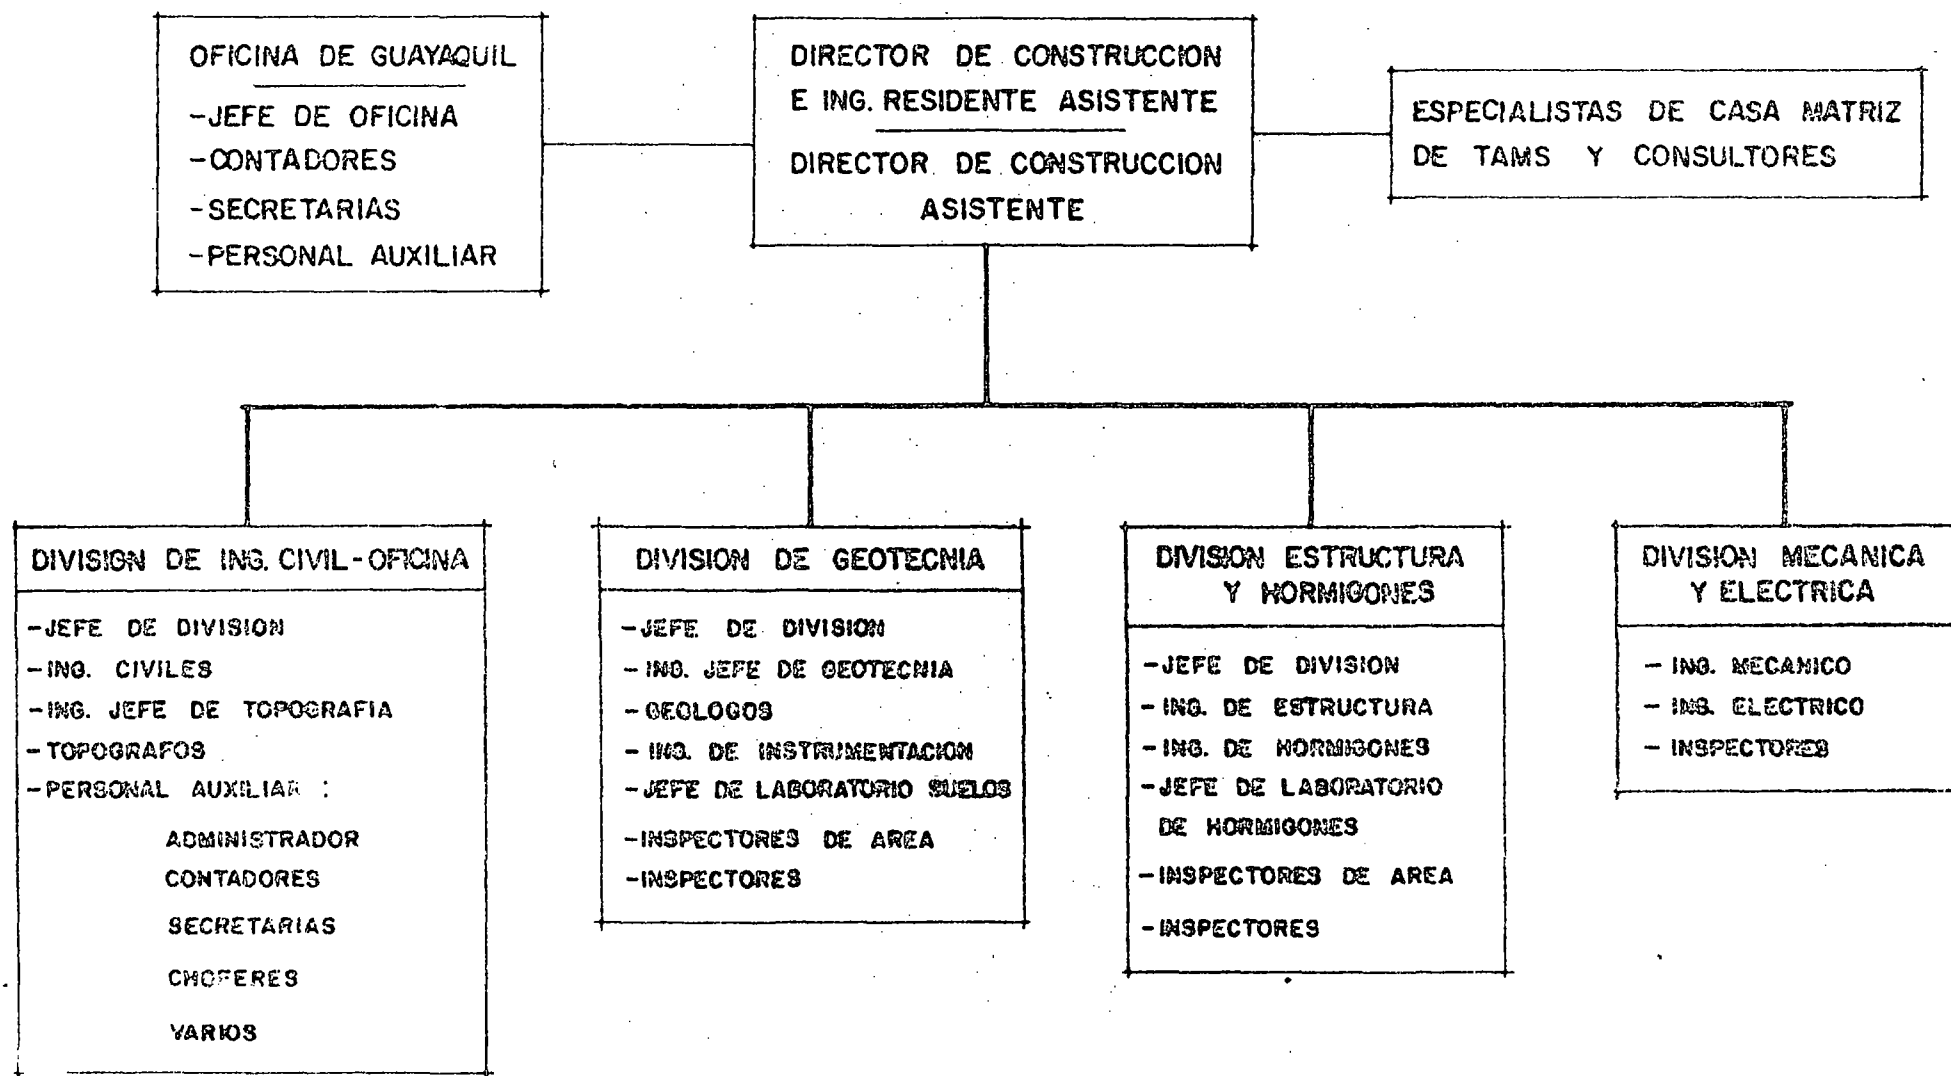 OFICINA DE GUAYAQUIL
-JEFE DE OFICINA
-CONTADORES
-SECRETARIAS
-PERSONAL AUXILIAR
DIRECTOR DE CONSTRUCCION
E ING. RESIDENTE ASISTENTE
DIRECTOR DE CONSTRUCCION
ASISTENTE
ESPECIALISTAS DE CASA MATRIZ
DE TAMS Y CONSULTORES
DIVISION DE ING. CIVIL-OFICINA
-JEFE DE DIVISION
-ING. CIVILES
-ING. JEFE DE TOPOGRAFIA
-TOPOGRAFOS
-PERSONAL AUXILIAR :
ADMINISTRADOR
CONTADORES
SECRETARIAS
CHOFERES
VARIOS
DIVISION DE GEOTECNIA
-JEFE DE DIVISION
-ING. JEFE DE GEOTECNIA
-GEOLOGOS
-ING. DE INSTRUMENTACION
-JEFE DE LABORATORIO SUELOS
-INSPECTORES DE AREA
-INSPECTORES
DIVISION ESTRUCTURA
Y HORMIGONES
-JEFE DE DIVISION
-ING. DE ESTRUCTURA
-ING. DE HORMIGONES
-JEFE DE LABORATORIO
DE HORMIGONES
-INSPECTORES DE AREA
-INSPECTORES
DIVISION MECANICA
Y ELECTRICA
- ING. MECANICO
- ING. ELECTRICO
- INSPECTORES